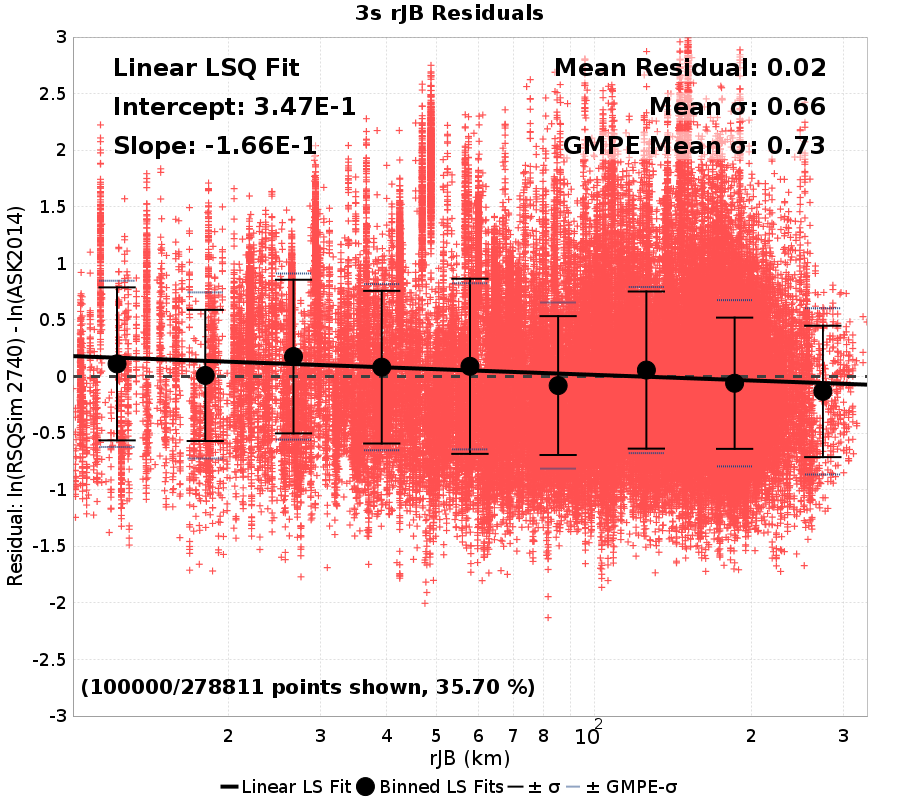 3s rJB Residuals
Linear LSQ Fit
Intercept: 3.47E-1
Slope: -1.66E-1
Mean Residual: 0.02
Mean σ: 0.66
GMPE Mean σ: 0.73
Residual: ln(RSQSim 2740) - ln(ASK2014)
3
2.5
2
1.5
1
0.5
0
-0.5
-1
-1.5
-2
-2.5
-3
(100000/278811 points shown, 35.70 %)
2 3 4 5 6 7 8 10² 2 3
rJB (km)
Linear LS Fit Binned LS Fits ± σ ± GMPE-σ